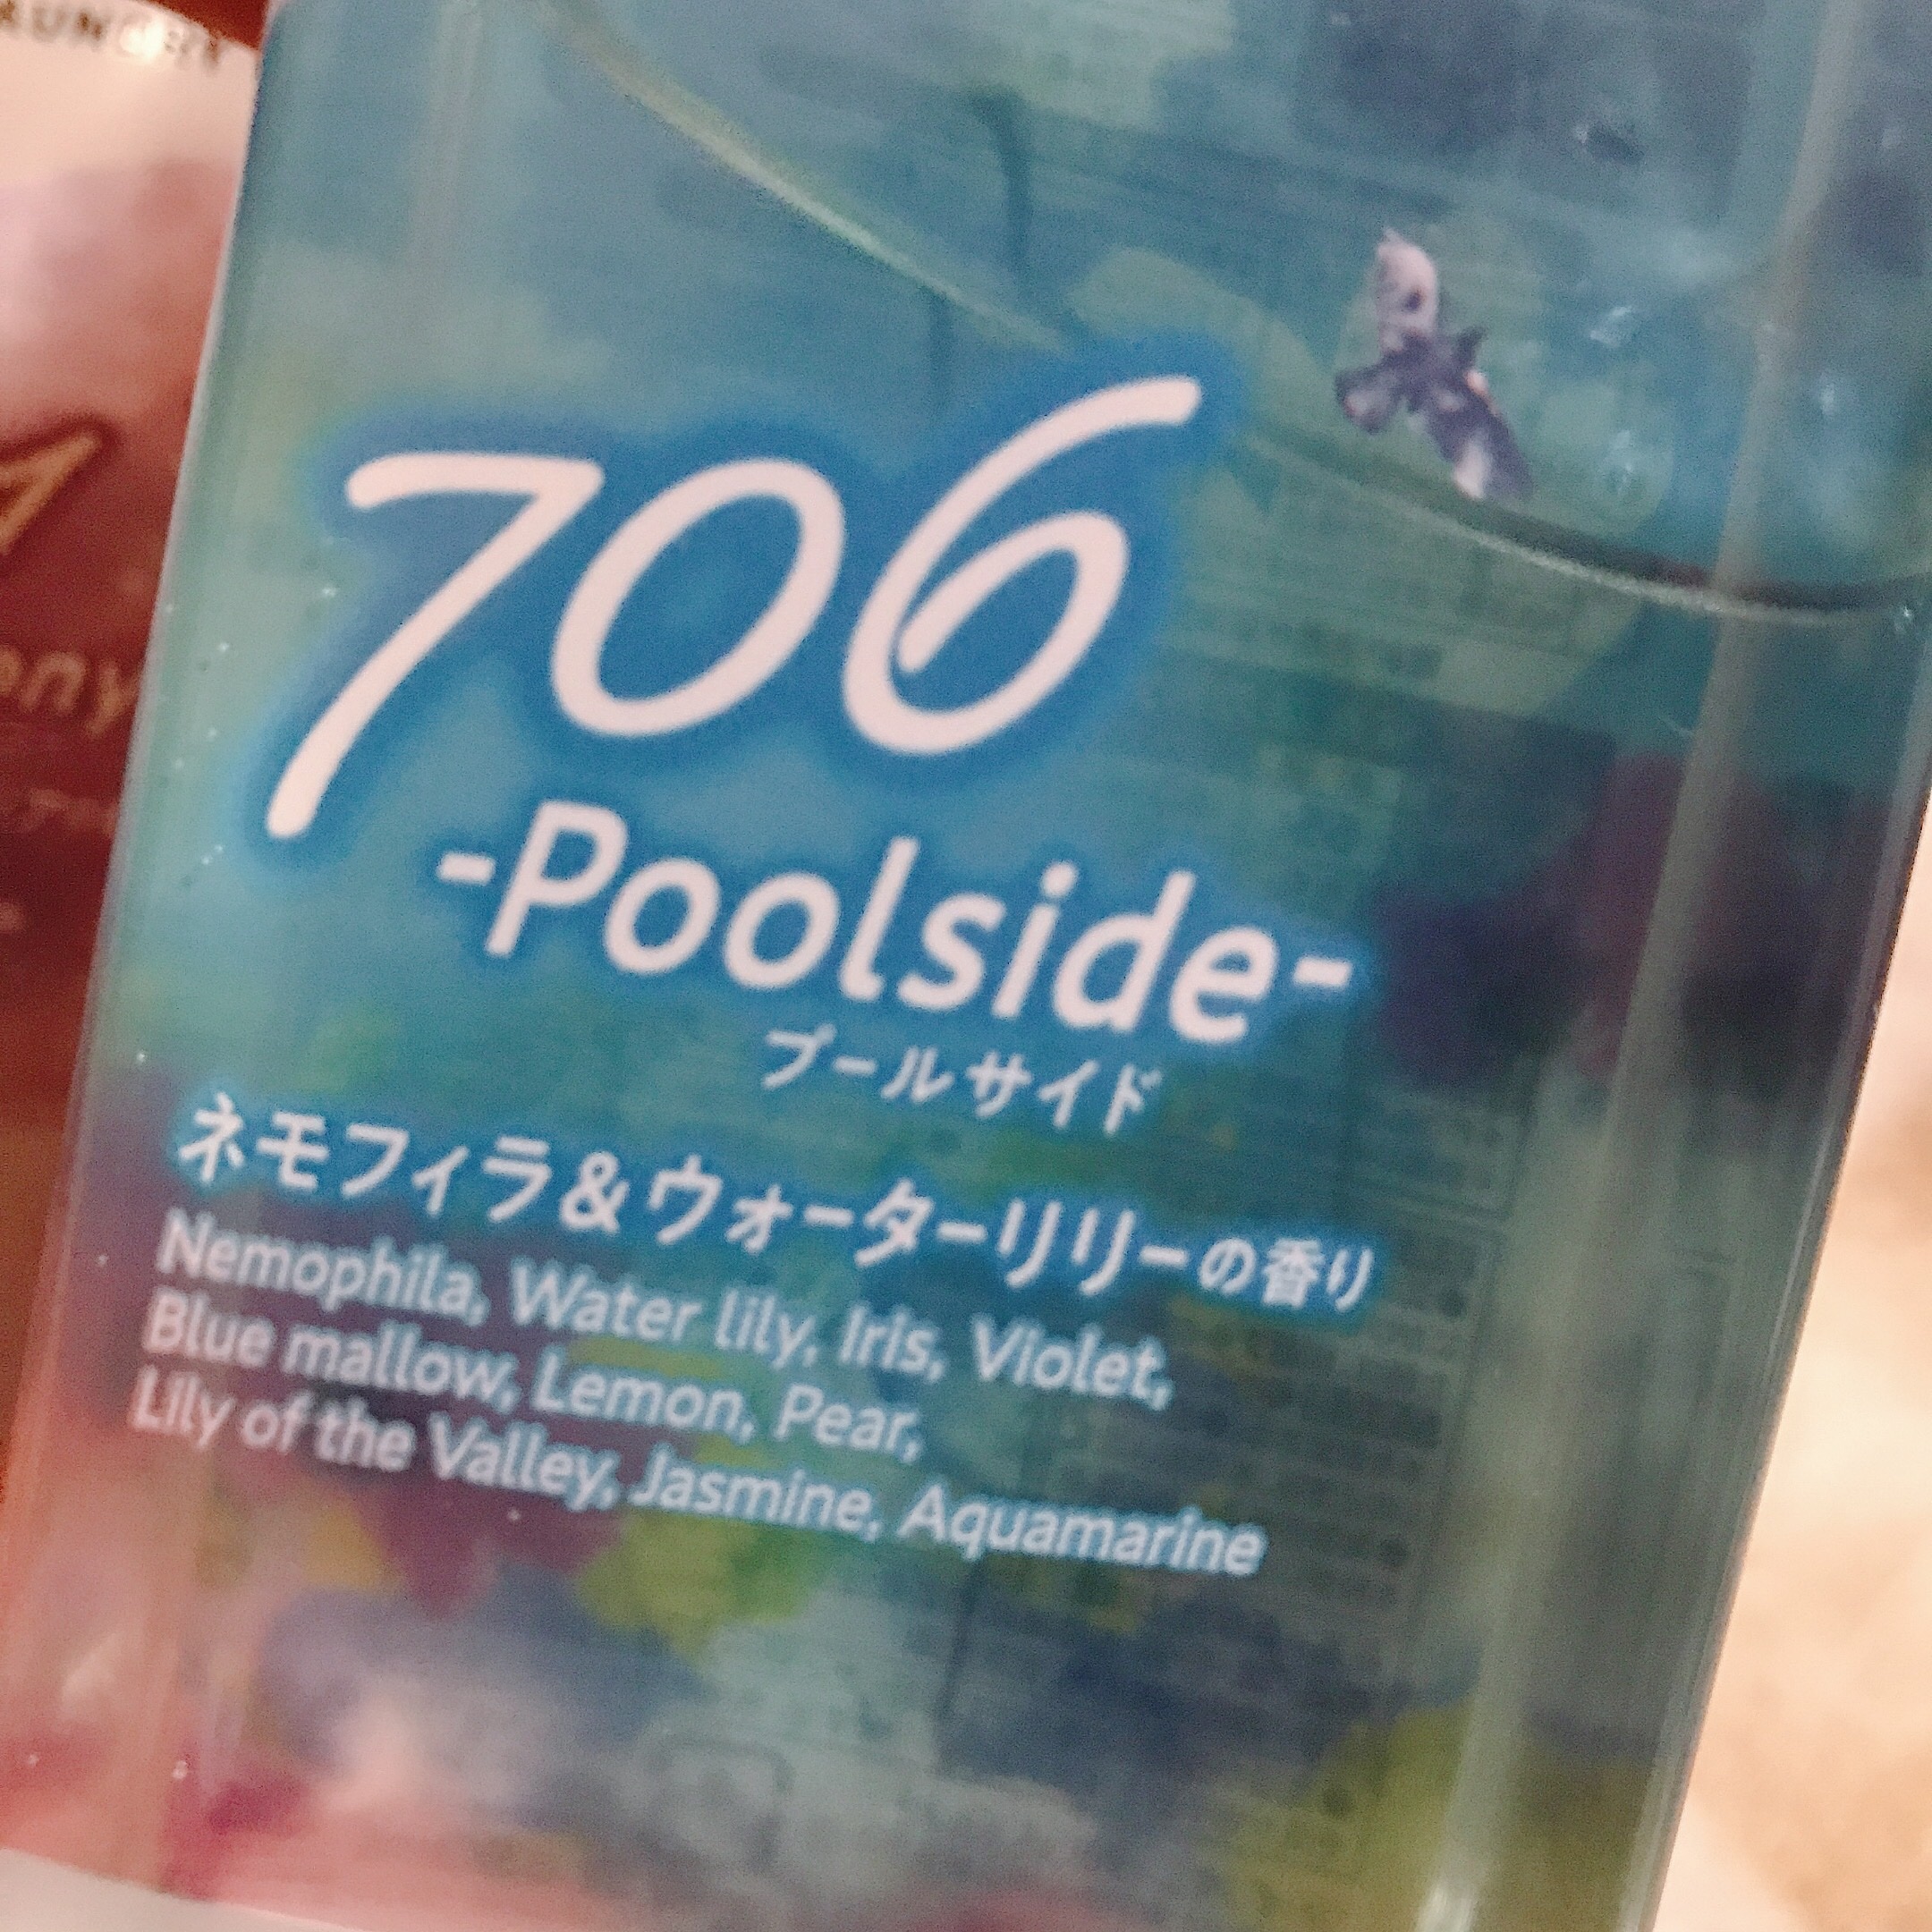 706
-Poolside-
プールサイド
ネモフィラ&ウォーターリリーの香り
Nemophila, Water lily, Iris, Violet,
Blue mallow, Lemon, Pear,
Lily of the Valley, Jasmine, Aquamarine